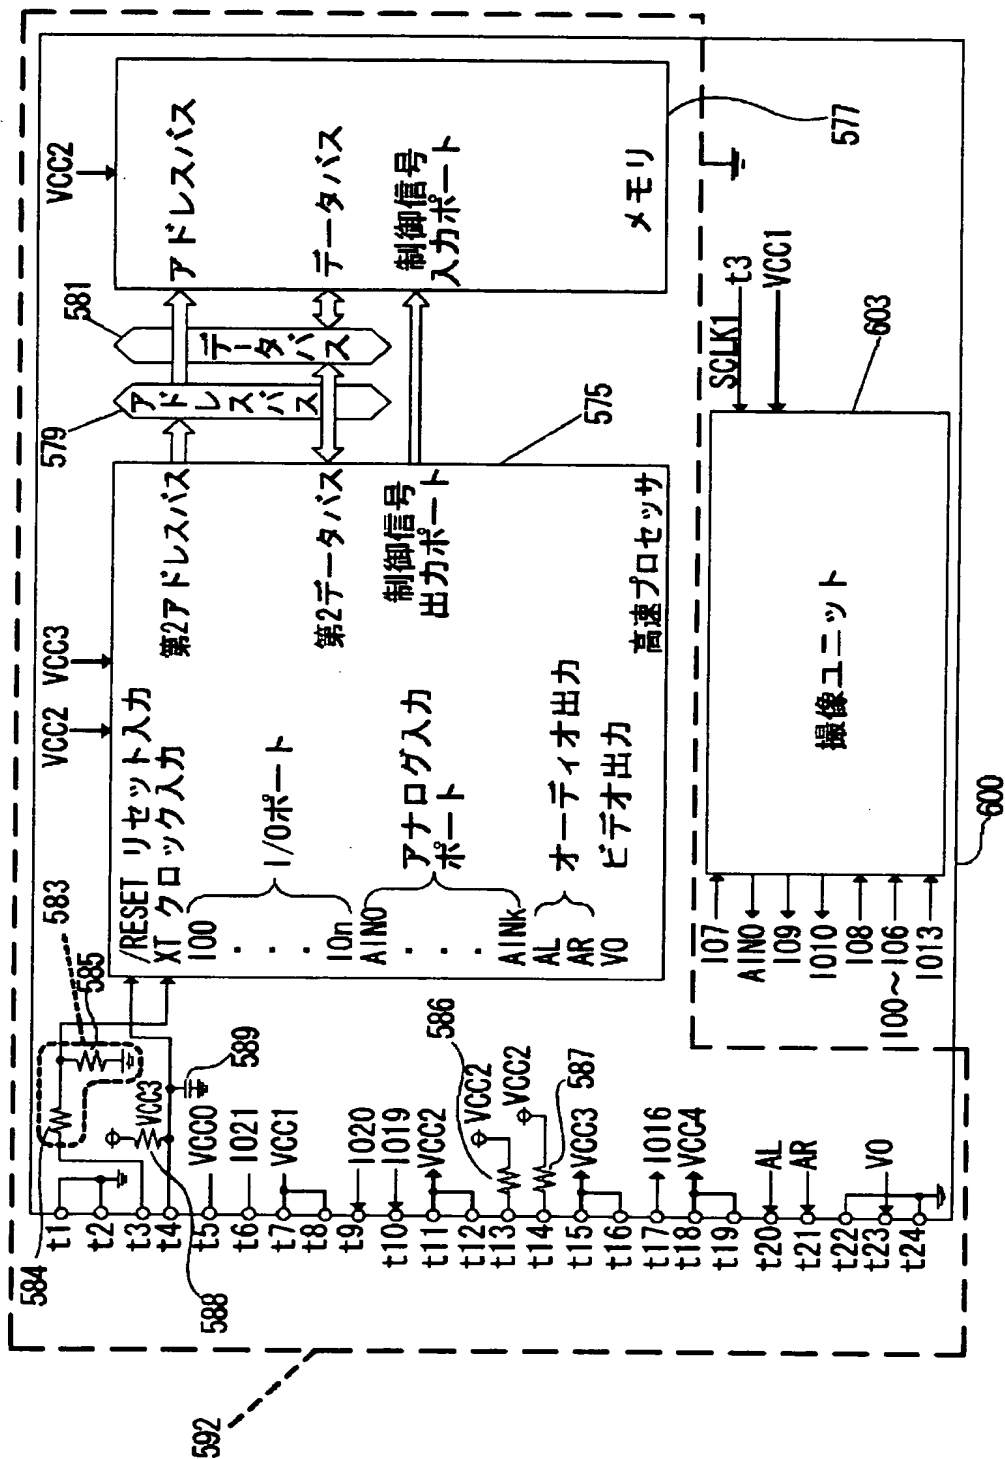 592
584
t1
t2
t3
t4
t5
t6
t7
t8
t9
t10
t11
t12
t13
t14
t15
t16
t17
t18
t19
t20
t21
t22
t23
t24
588
583
585
VCC3
589
VCC0
IO21
VCC1
IO20
IO19
VCC2
586
VCC2
VCC2
587
VCC3
IO16
VCC4
AL
AR
VO
VCC2
VCC3
/RESET リセット入力
XT クロック入力
IO0
・
・
・
IOn
I/Oポート
AIN0
・
・
・
AINk
アナログ入力
ポート
AL
AR
オーディオ出力
VO
ビデオ出力
第2アドレスバス
第2データバス
制御信号
出力ポート
高速プロセッサ
575
579
アドレスバス
581
データバス
VCC2
アドレスバス
データバス
制御信号
入力ポート
メモリ
577
IO7
AIN0
IO9
IO10
IO8
IO0～IO6
IO13
撮像ユニット
SCLK1
t3
VCC1
603
600